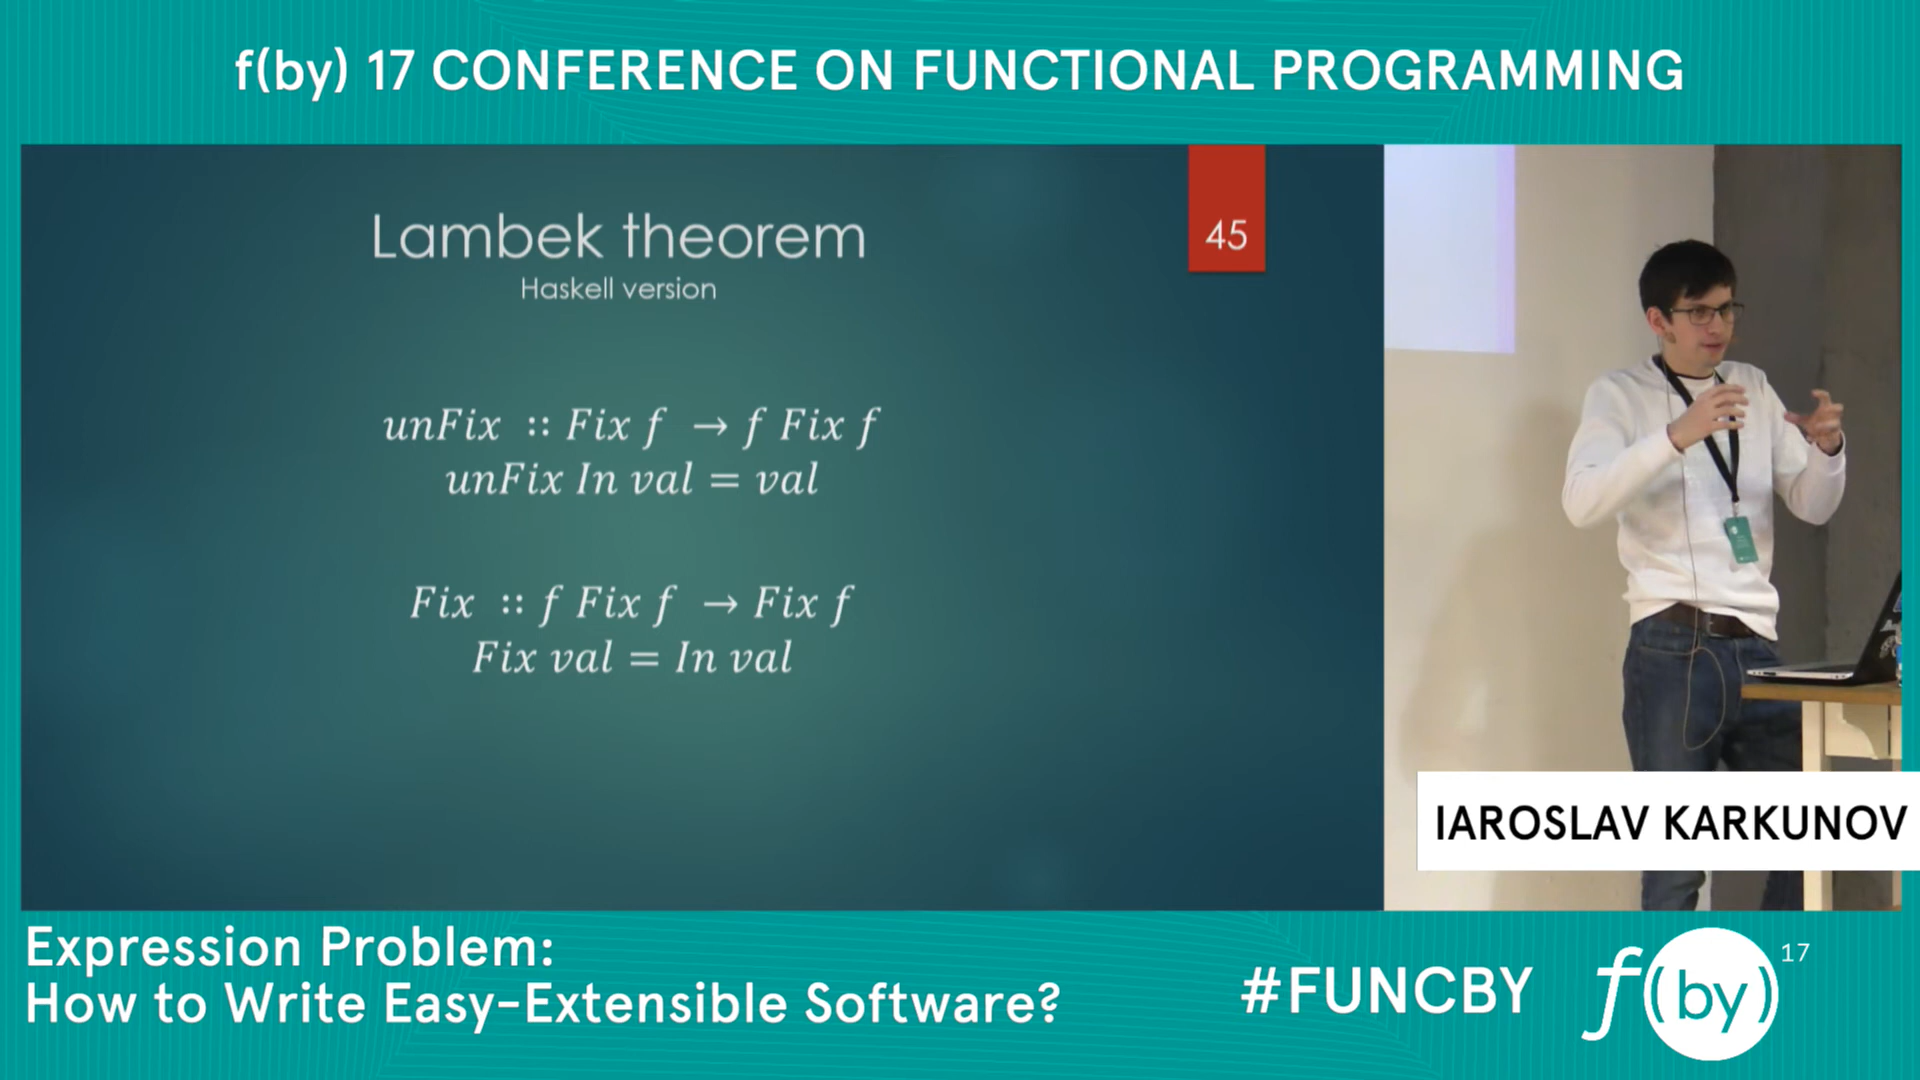 f(by) 17 CONFERENCE ON FUNCTIONAL PROGRAMMING
Lambek theorem
45
Haskell version
unFix :: Fix f → f Fix f
unFix In val = val
Fix :: f Fix f → Fix f
Fix val = In val
IAROSLAV KARKUNOV
Expression Problem:
How to Write Easy-Extensible Software?
#FUNCBY
f(by) 17